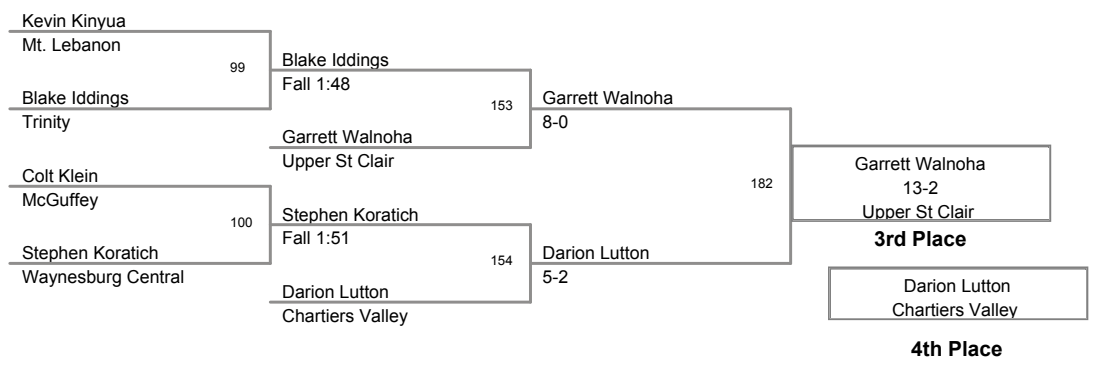 Kevin Kinyua
Mt. Lebanon
99
Blake Iddings
Fall 1:48
Blake Iddings
Trinity
153
Garrett Walnoha
8-0
Garrett Walnoha
Upper St Clair
Colt Klein
McGuffey
100
Stephen Koratich
Fall 1:51
Stephen Koratich
Waynesburg Central
154
Darion Lutton
5-2
Darion Lutton
Chartiers Valley
182
Garrett Walnoha
13-2
Upper St Clair
3rd Place
Darion Lutton
Chartiers Valley
4th Place